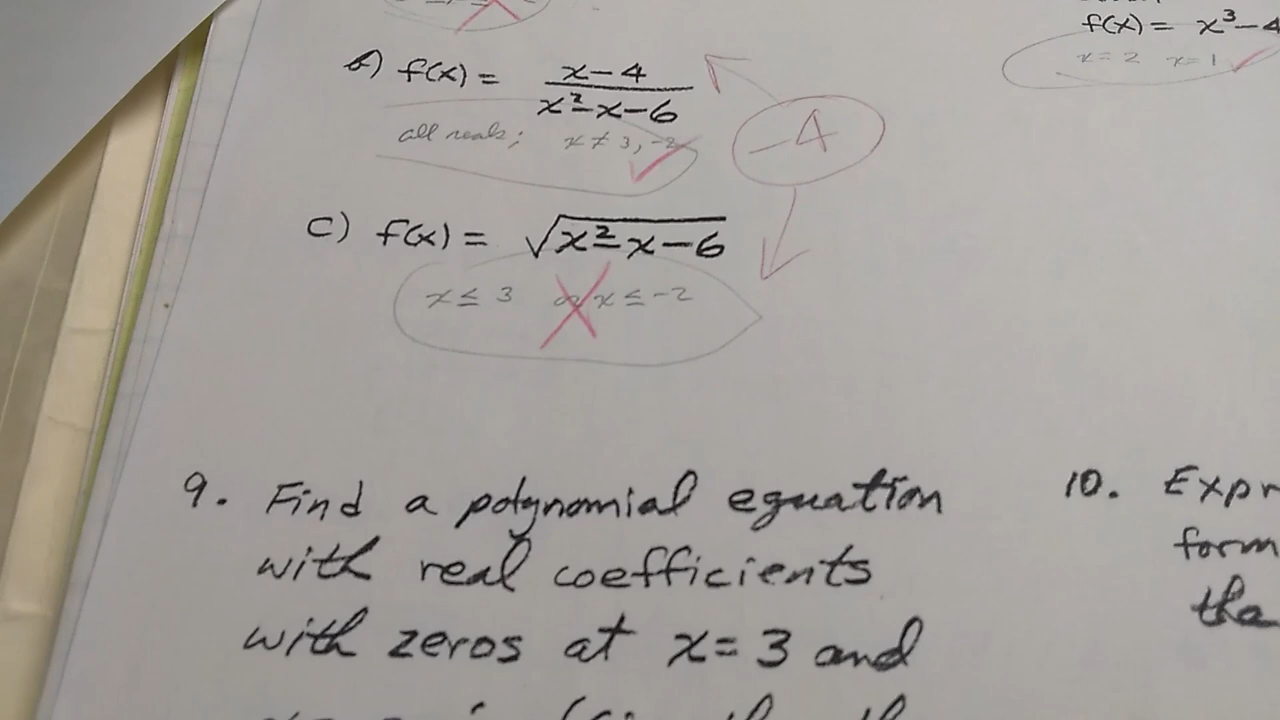 b) f(x) = x-4 / x²-x-6
all reals; x ≠ 3, -2
-4
c) f(x) = √x²-x-6
x ≤ 3 or x ≤ -2
f(x) = x³-4
x=2 x=1
9. Find a polynomial equation
with real coefficients
with zeros at x=3 and
10. Expr
form
the